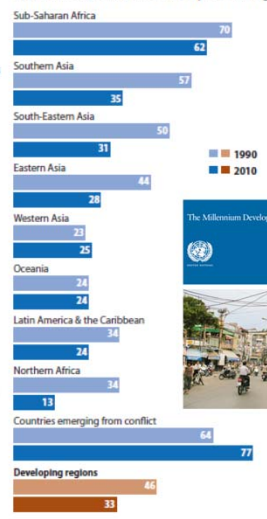 Sub-Saharan Africa
70
62
Southern Asia
57
35
South-Eastern Asia
50
31
1990
2010
Eastern Asia
44
28
Western Asia
23
25
The Millennium Develop
Oceania
24
24
Latin America & the Caribbean
34
24
Northern Africa
34
13
Countries emerging from conflict
64
77
Developing regions
46
33